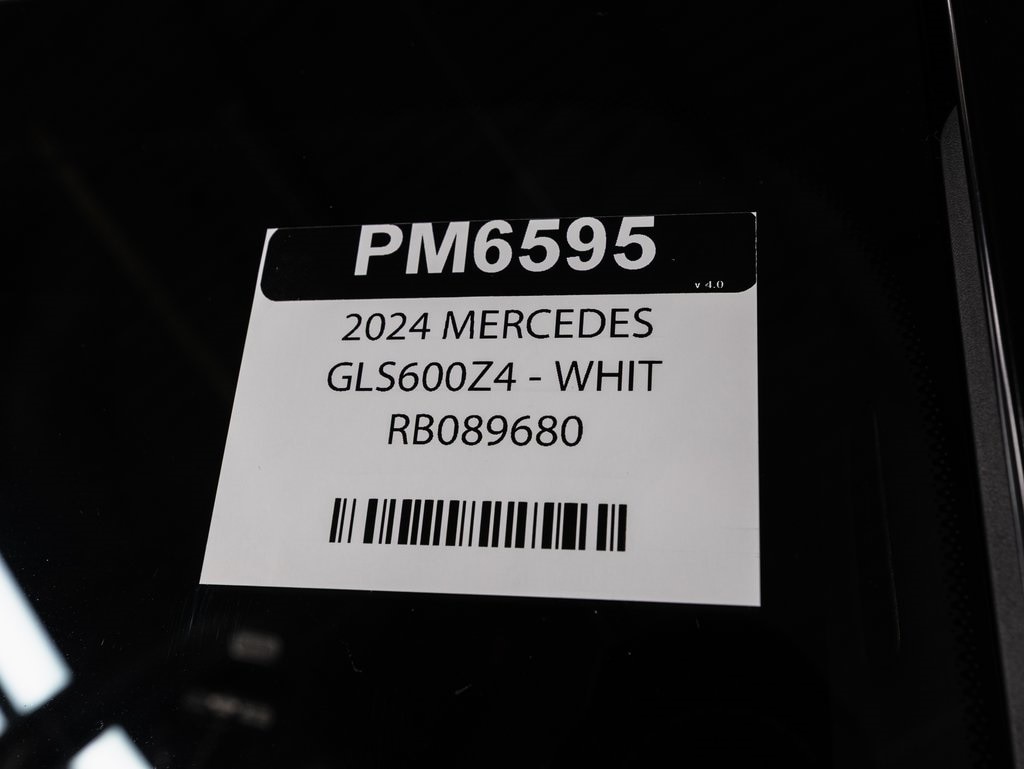 PM6595
v 4.0
2024 MERCEDES
GLS600Z4 - WHIT
RB089680